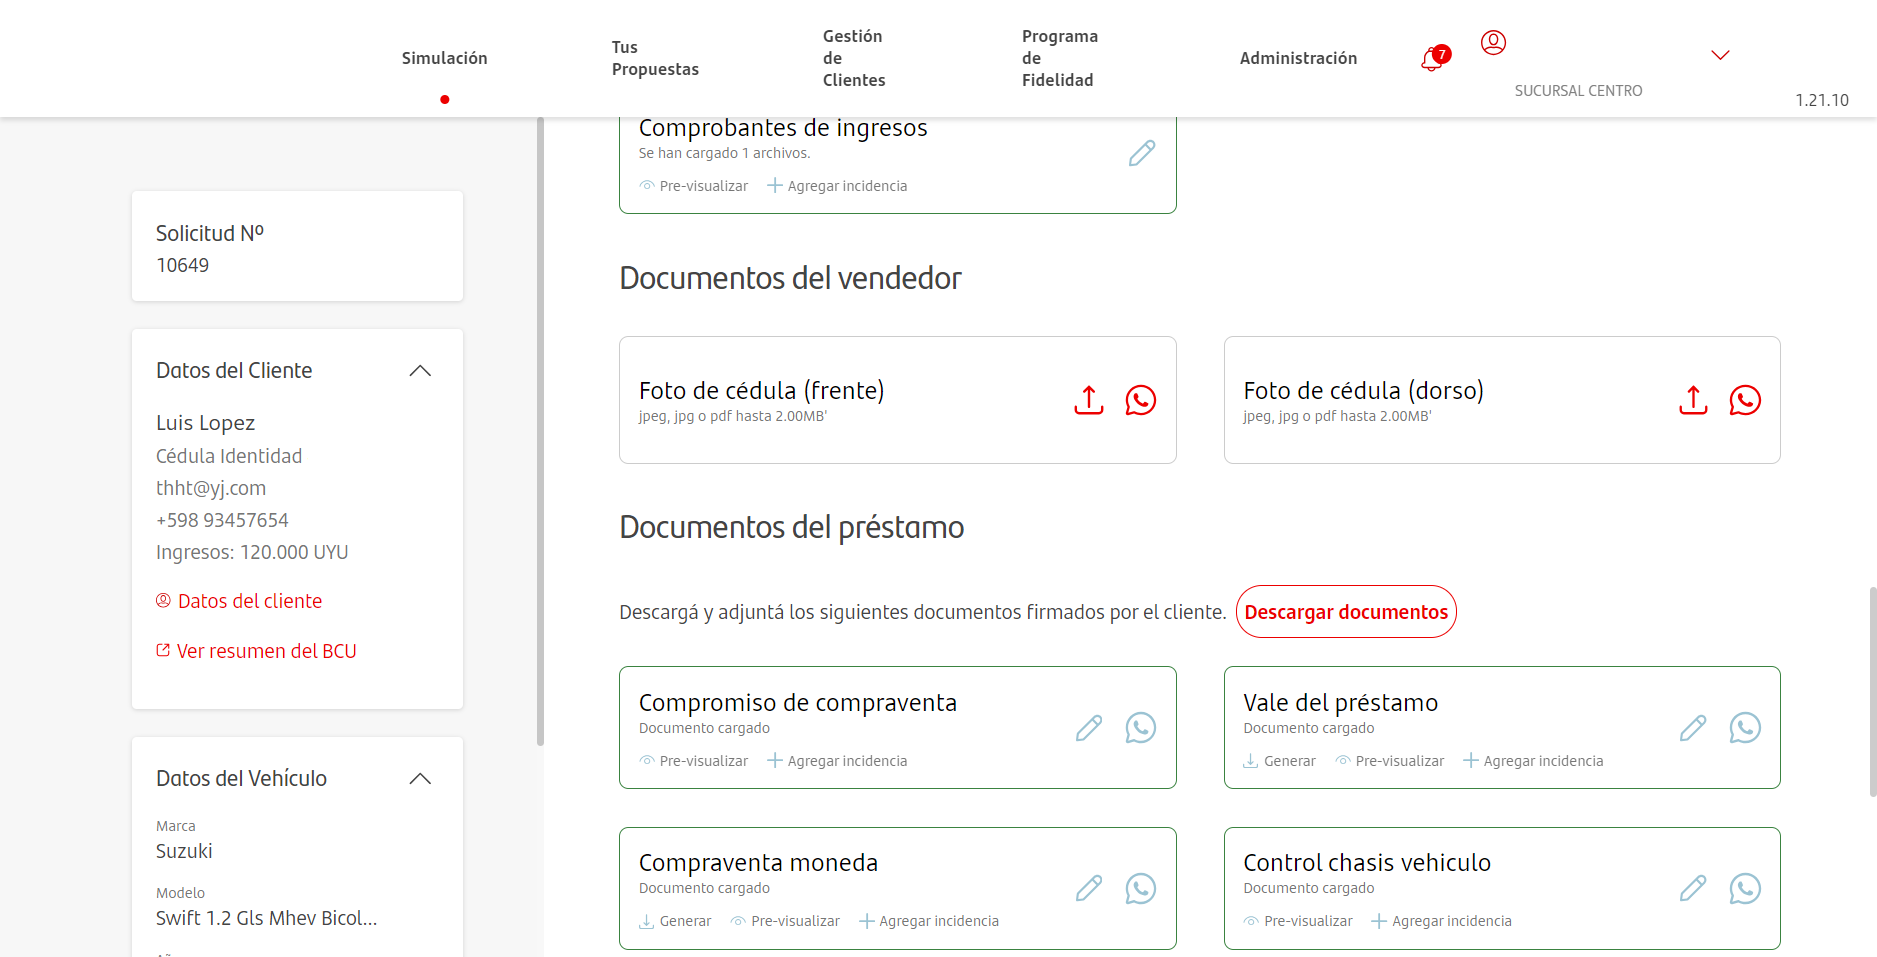 Simulación
Tus
Propuestas
Gestión
de
Clientes
Programa
de
Fidelidad
Administración
7
SUCURSAL CENTRO
1.21.10
Solicitud Nº
10649
Datos del Cliente
Luis Lopez
Cédula Identidad
thht@yj.com
+598 93457654
Ingresos: 120.000 UYU
Datos del cliente
Ver resumen del BCU
Datos del Vehículo
Marca
Suzuki
Modelo
Swift 1.2 Gls Mhev Bicol...
Comprobantes de ingresos
Se han cargado 1 archivos.
Pre-visualizar Agregar incidencia
Documentos del vendedor
Foto de cédula (frente)
jpeg, jpg o pdf hasta 2.00MB'
Foto de cédula (dorso)
jpeg, jpg o pdf hasta 2.00MB'
Documentos del préstamo
Descargá y adjuntá los siguientes documentos firmados por el cliente. Descargar documentos
Compromiso de compraventa
Documento cargado
Pre-visualizar Agregar incidencia
Vale del préstamo
Documento cargado
Generar Pre-visualizar Agregar incidencia
Compraventa moneda
Documento cargado
Generar Pre-visualizar Agregar incidencia
Control chasis vehiculo
Documento cargado
Pre-visualizar Agregar incidencia